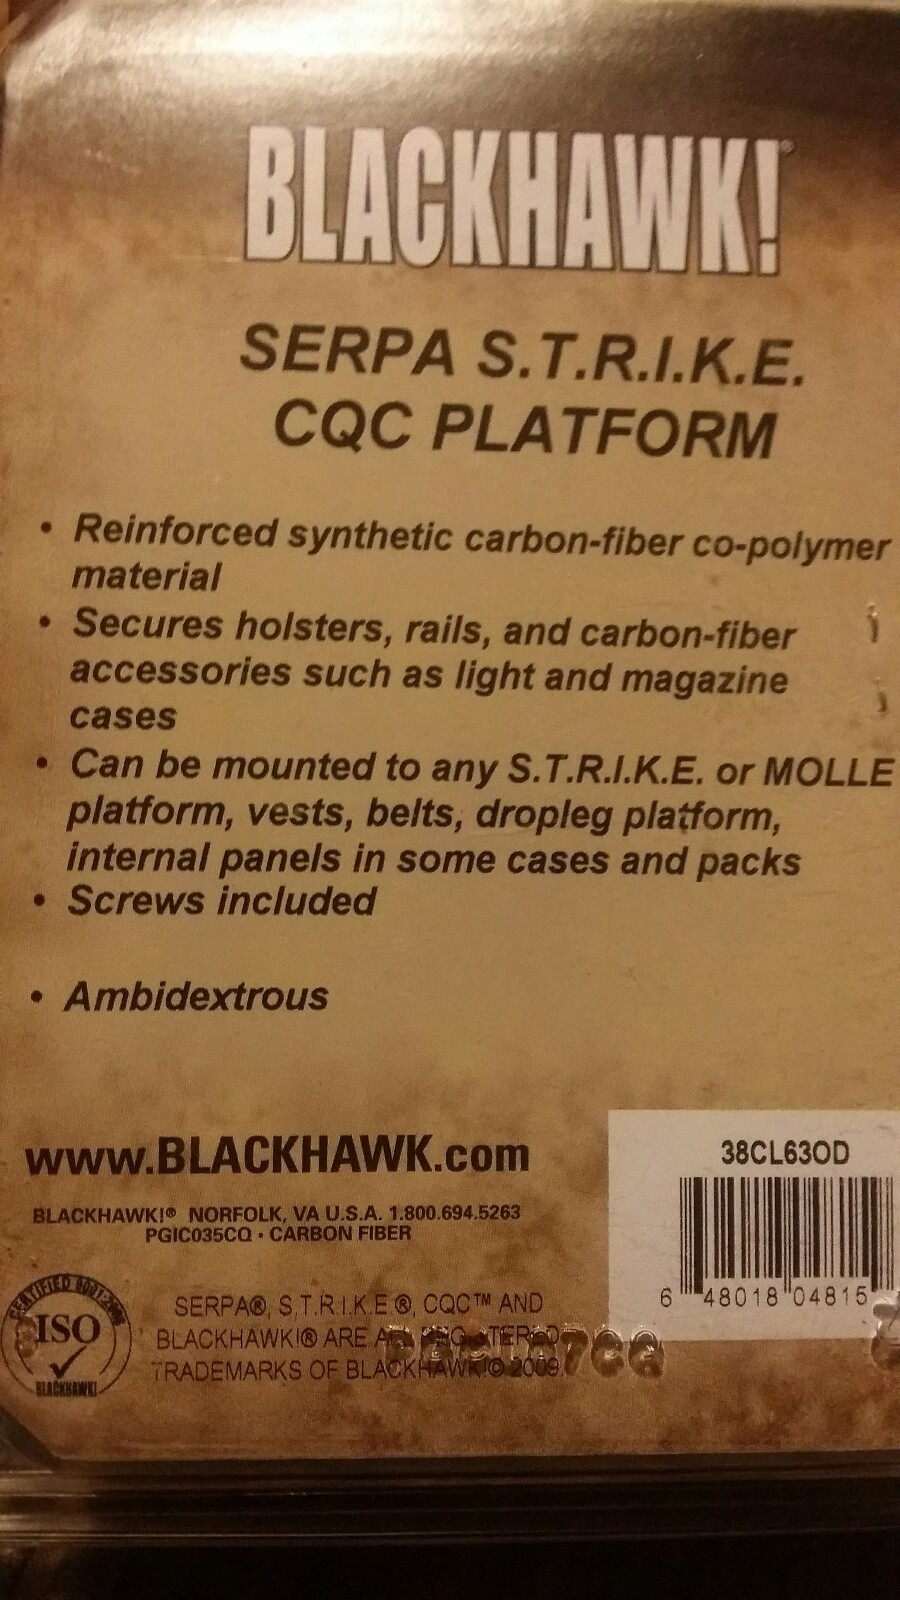 BLACKHAWK!®
SERPA S.T.R.I.K.E.
CQC PLATFORM
• Reinforced synthetic carbon-fiber co-polymer
material
• Secures holsters, rails, and carbon-fiber
accessories such as light and magazine
cases
• Can be mounted to any S.T.R.I.K.E. or MOLLE
platform, vests, belts, dropleg platform,
internal panels in some cases and packs
• Screws included
• Ambidextrous
www.BLACKHAWK.com
BLACKHAWK!® NORFOLK, VA U.S.A. 1.800.694.5263
PGIC035CQ · CARBON FIBER
38CL63OD
6 48018 04815
CERTIFIED
ISO
BLACKHAWK!
SERPA®, S.T.R.I.K.E.®, CQC™ AND
BLACKHAWK!® ARE
TRADEMARKS OF BLACKHAWK!© 2009.